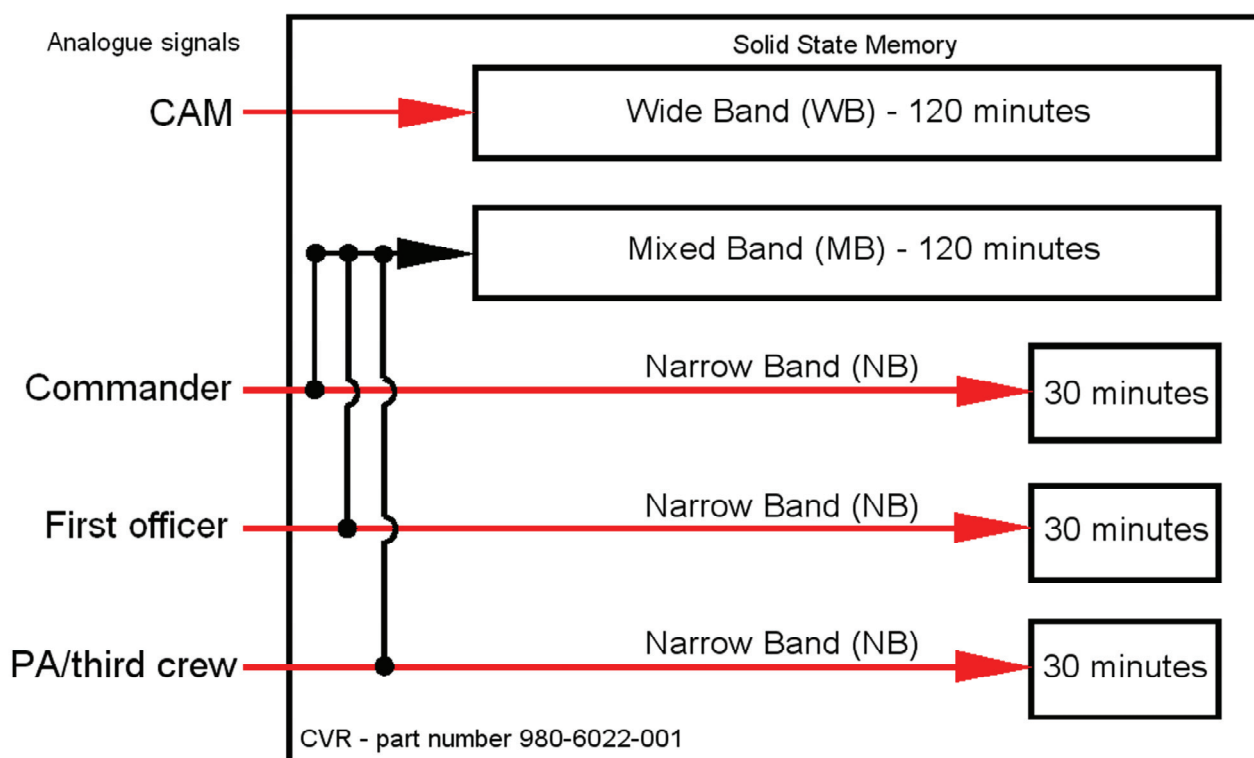 Analogue signals
Solid State Memory
CAM
Wide Band (WB) - 120 minutes
Mixed Band (MB) - 120 minutes
Commander
Narrow Band (NB)
30 minutes
First officer
Narrow Band (NB)
30 minutes
PA/third crew
Narrow Band (NB)
30 minutes
CVR - part number 980-6022-001